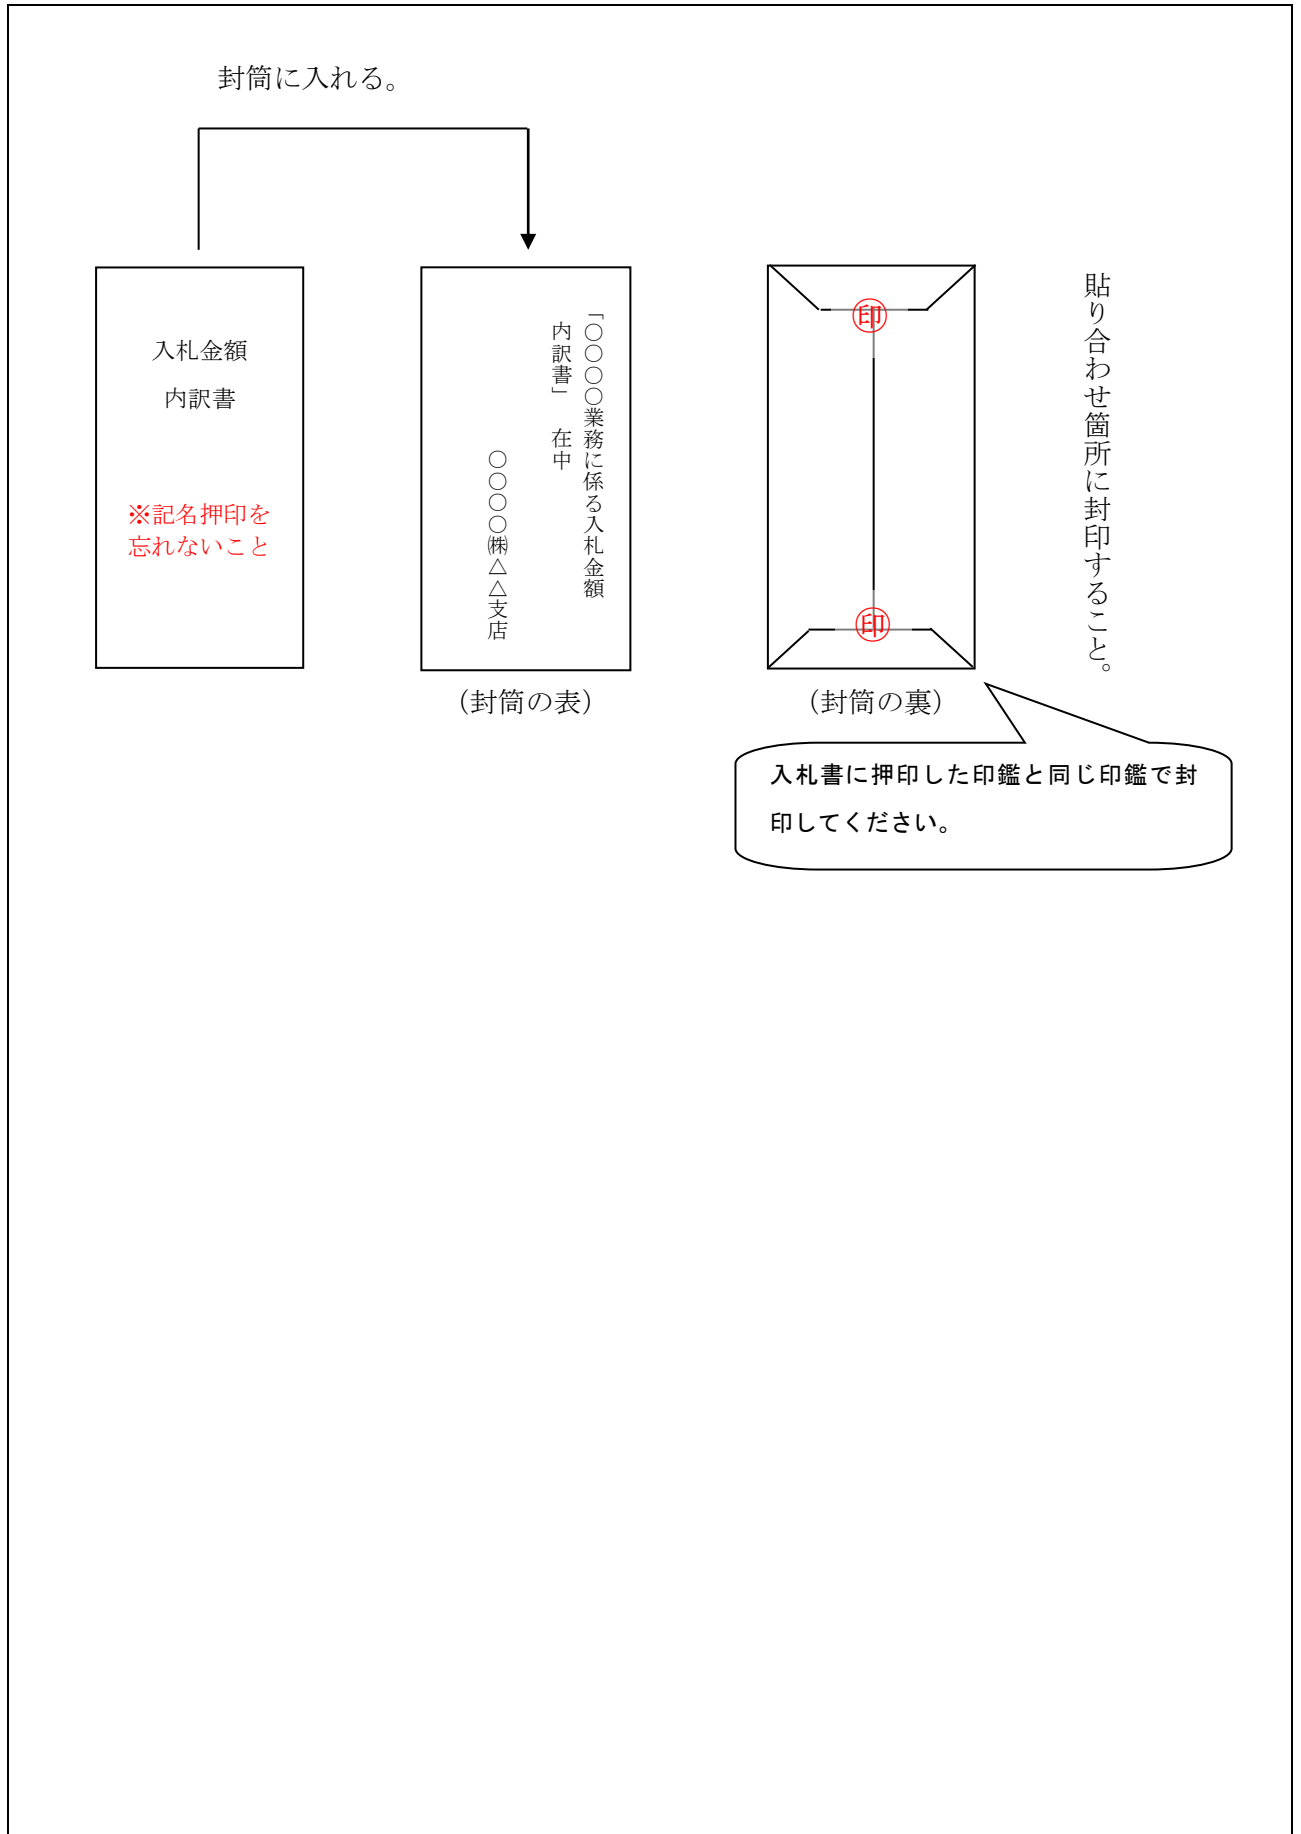 封筒に入れる。
入札金額
内訳書
※記名押印を
忘れないこと
「○○○○業務に係る入札金額
内訳書」　在中
○○○○㈱△△支店
(封筒の表)
印
印
(封筒の裏)
貼り合わせ箇所に封印すること。
入札書に押印した印鑑と同じ印鑑で封
印してください。